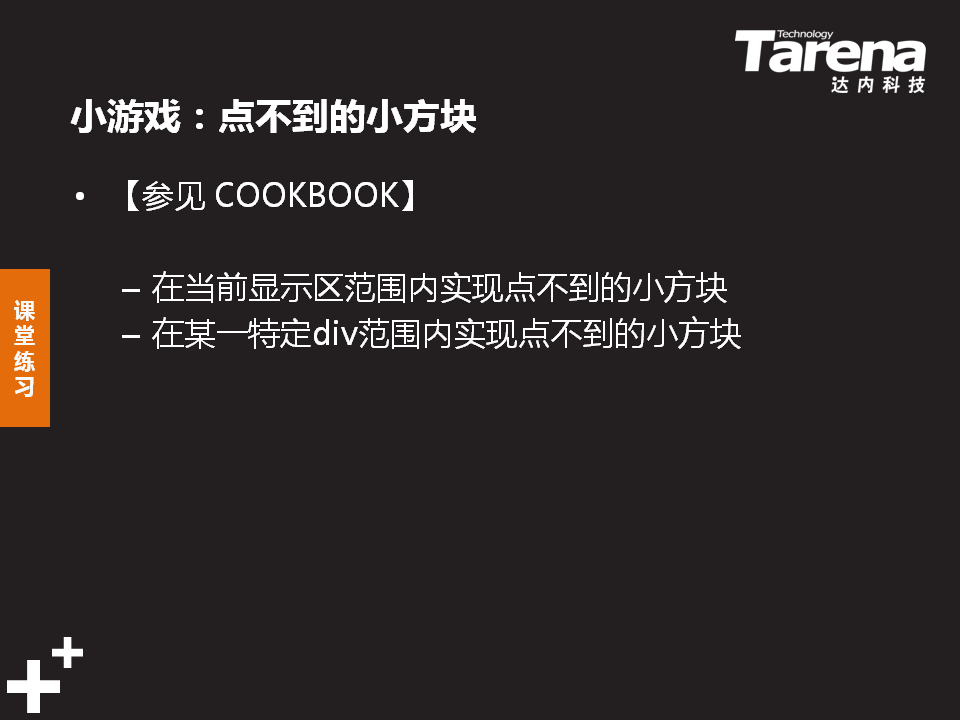 Technology
Tarena
达内科技
小游戏：点不到的小方块
• 【参见 COOKBOOK】
– 在当前显示区范围内实现点不到的小方块
– 在某一特定div范围内实现点不到的小方块
课
堂
练
习